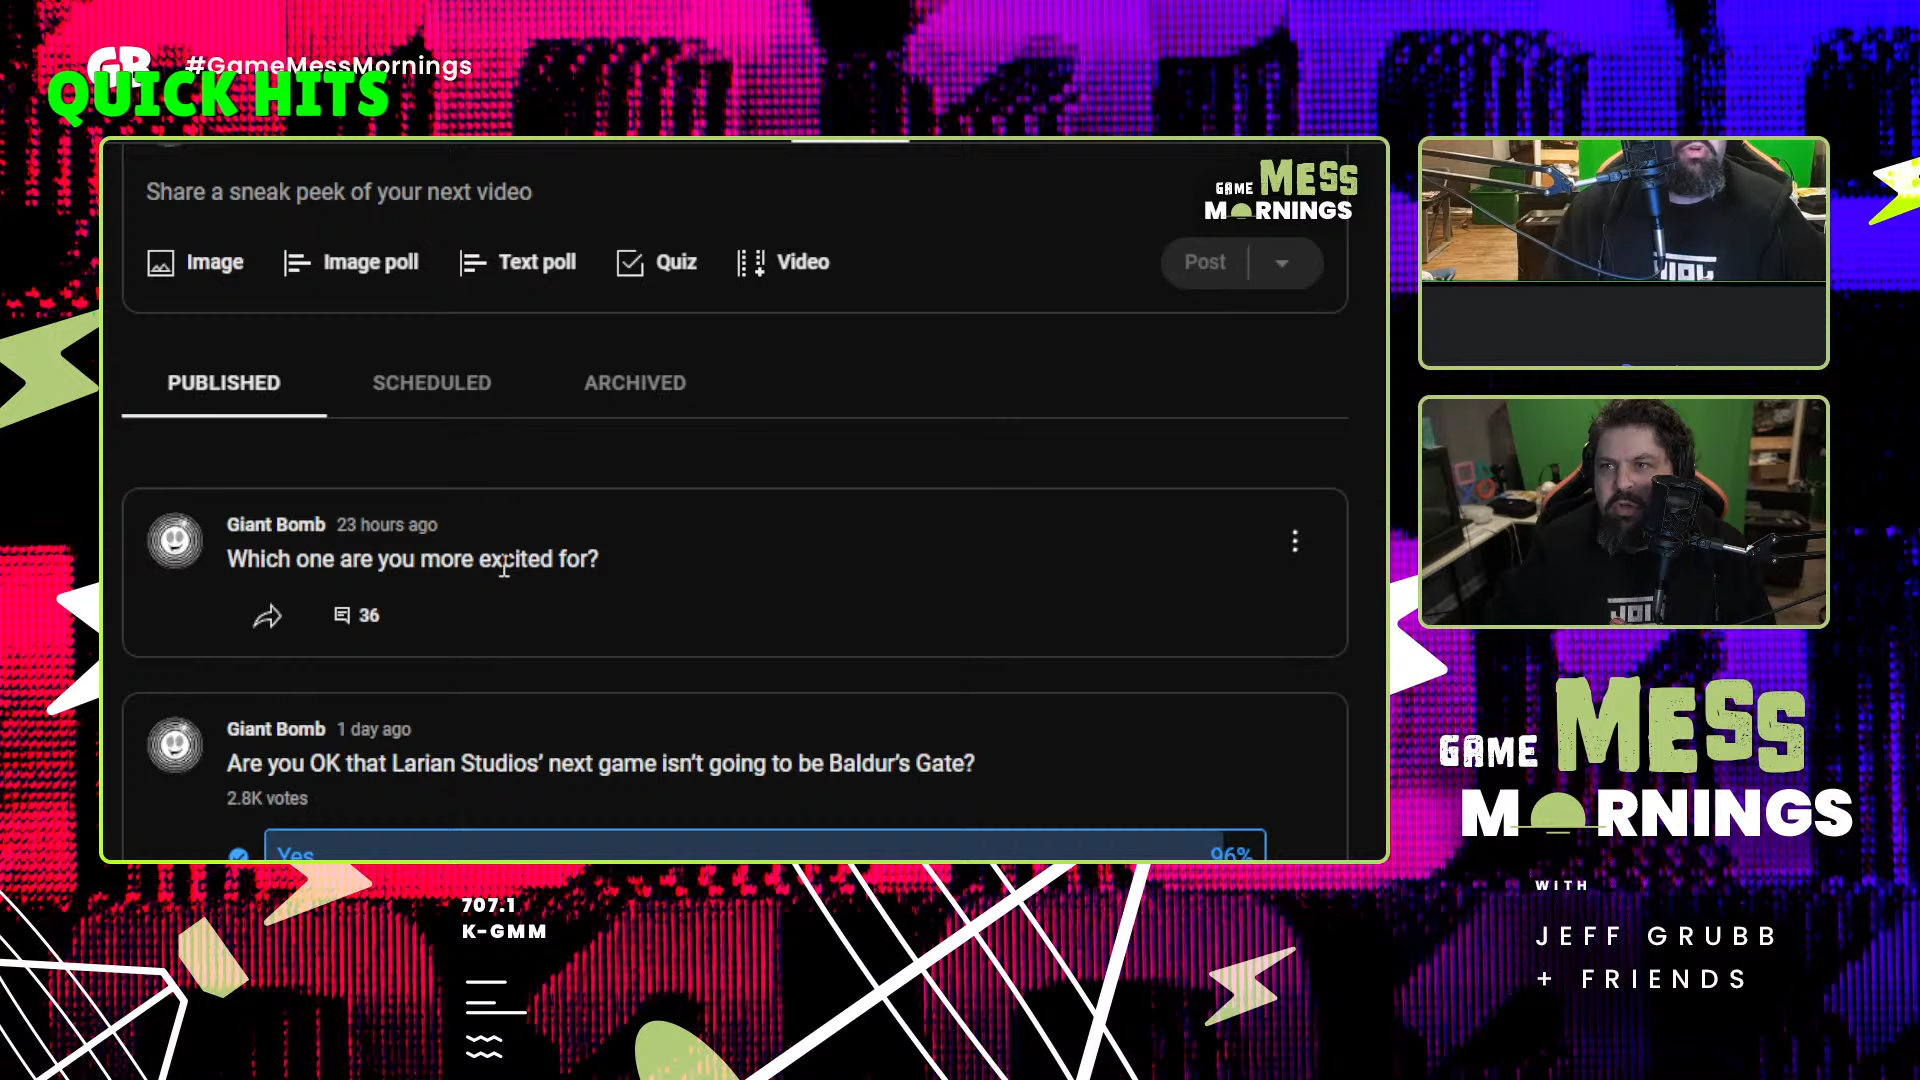 GB #GameMessMornings
QUICK HITS
Share a sneak peek of your next video
GAME MESS
MORNINGS
Image
Image poll
Text poll
Quiz
Video
Post
PUBLISHED
SCHEDULED
ARCHIVED
Giant Bomb 23 hours ago
Which one are you more excited for?
36
Giant Bomb 1 day ago
Are you OK that Larian Studios’ next game isn’t going to be Baldur’s Gate?
2.8K votes
Yes 96%
GAME MESS
MORNINGS
WITH
JEFF GRUBB
+ FRIENDS
707.1
K-GMM